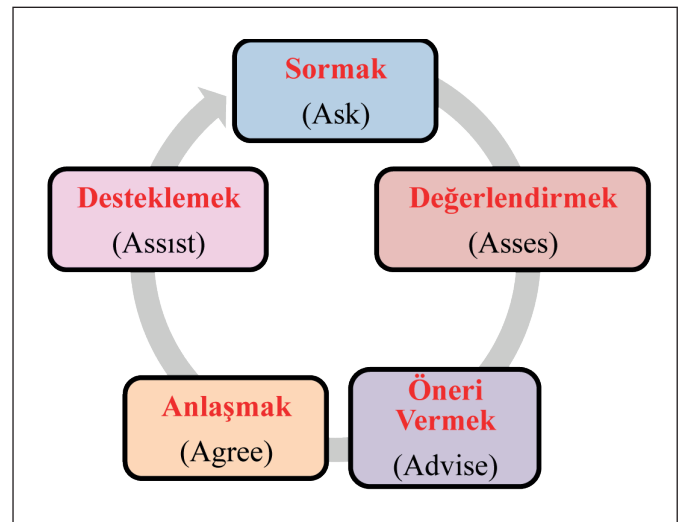 Sormak
(Ask)
Değerlendirmek
(Asses)
Öneri
Vermek
(Advise)
Anlaşmak
(Agree)
Desteklemek
(Assıst)